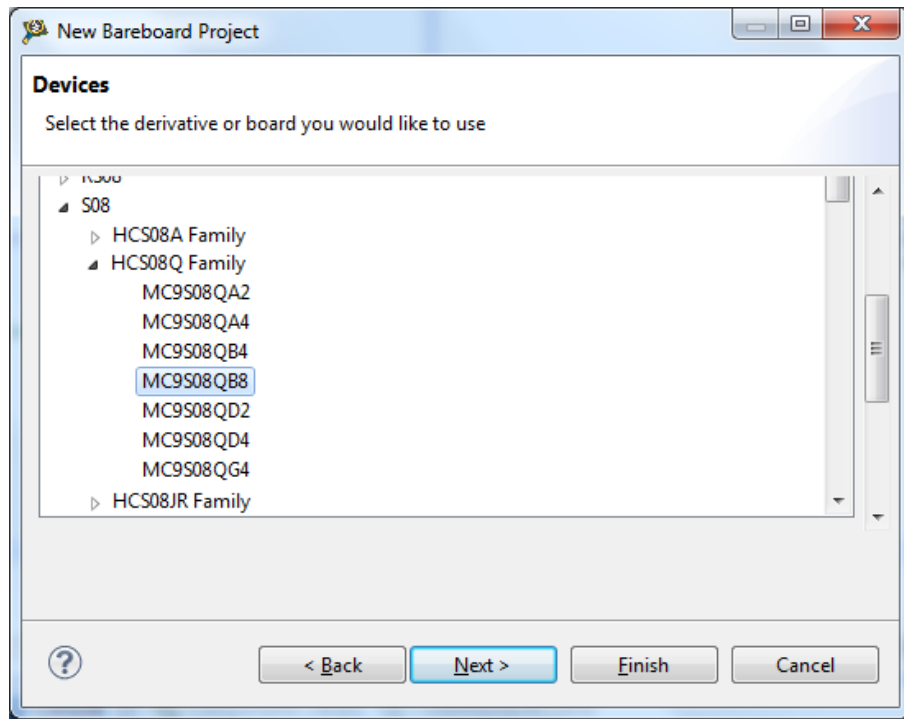 New Bareboard Project
Devices
Select the derivative or board you would like to use
RS08
S08
HCS08A Family
HCS08Q Family
MC9S08QA2
MC9S08QA4
MC9S08QB4
MC9S08QB8
MC9S08QD2
MC9S08QD4
MC9S08QG4
HCS08JR Family
? < Back Next > Finish Cancel